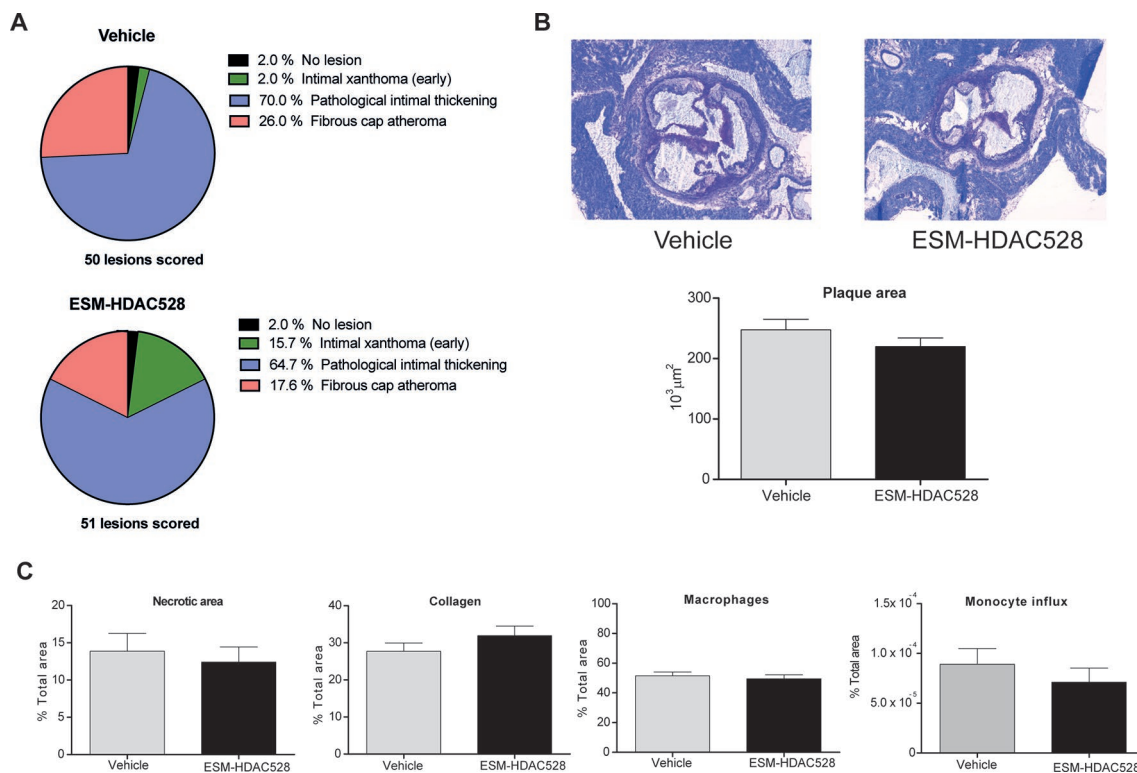 A
Vehicle
2.0 % No lesion
2.0 % Intimal xanthoma (early)
70.0 % Pathological intimal thickening
26.0 % Fibrous cap atheroma
50 lesions scored
ESM-HDAC528
2.0 % No lesion
15.7 % Intimal xanthoma (early)
64.7 % Pathological intimal thickening
17.6 % Fibrous cap atheroma
51 lesions scored
B
Vehicle
ESM-HDAC528
Plaque area
300
200
100
0
10³µm²
Vehicle
ESM-HDAC528
C
Necrotic area
20
15
10
5
0
% Total area
Vehicle
ESM-HDAC528
Collagen
40
30
20
10
0
% Total area
Vehicle
ESM-HDAC528
Macrophages
100
80
60
40
20
0
% Total area
Vehicle
ESM-HDAC528
Monocyte influx
1.5 x 10⁻⁴
1.0 x 10⁻⁴
5.0 x 10⁻⁵
0
% Total area
Vehicle
ESM-HDAC528